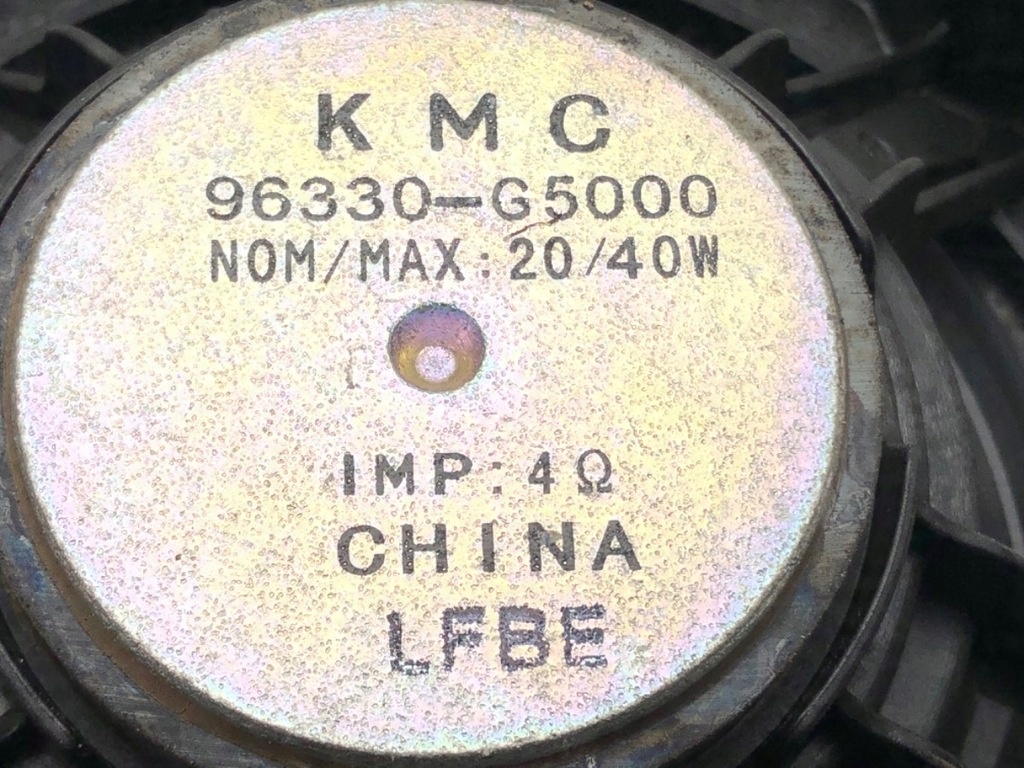 KMC
96330-G5000
NOM/MAX: 20/40W
IMP: 4Ω
CHINA
LFBE